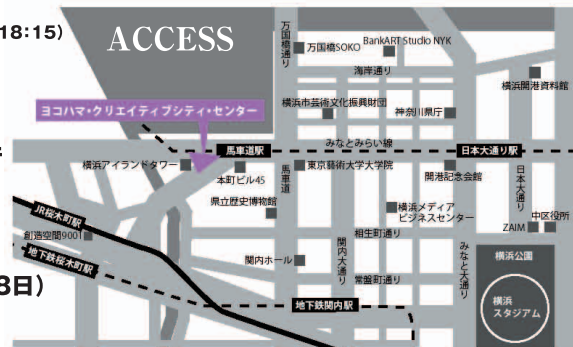 18:15)
ACCESS
万国橋通り
万国橋SOKO
BankART Studio NYK
海岸通り
横浜開港資料館
横浜市芸術文化振興財団
神奈川県庁
ヨコハマ・クリエイティブシティ・センター
みなとみらい線
馬車道駅
日本大通り駅
横浜アイランドタワー
本町ビル45
馬車道
東京藝術大学大学院
開港記念会館
日本大通り
県立歴史博物館
横浜メディア
ビジネスセンター
中区役所
ZAIM
JR桜木町駅
創造空間9001
地下鉄桜木町駅
相生町通り
関内ホール
関内大通り
みなと大通り
常盤町通り
横浜公園
横浜
スタジアム
地下鉄関内駅
8日)